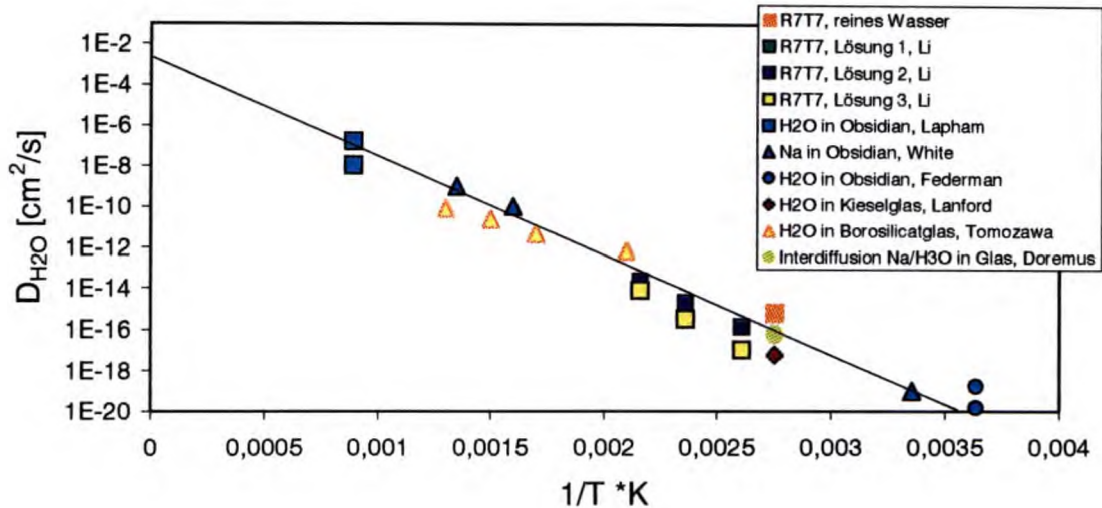 1E-2
1E-4
1E-6
1E-8
1E-10
1E-12
1E-14
1E-16
1E-18
1E-20
D_H2O [cm²/s]
0
0,0005
0,001
0,0015
0,002
0,0025
0,003
0,0035
0,004
1/T *K
R7T7, reines Wasser
R7T7, Lösung 1, Li
R7T7, Lösung 2, Li
R7T7, Lösung 3, Li
H2O in Obsidian, Lapham
Na in Obsidian, White
H2O in Obsidian, Federman
H2O in Kieselglas, Lanford
H2O in Borosilicatglas, Tomozawa
Interdiffusion Na/H3O in Glas, Doremus